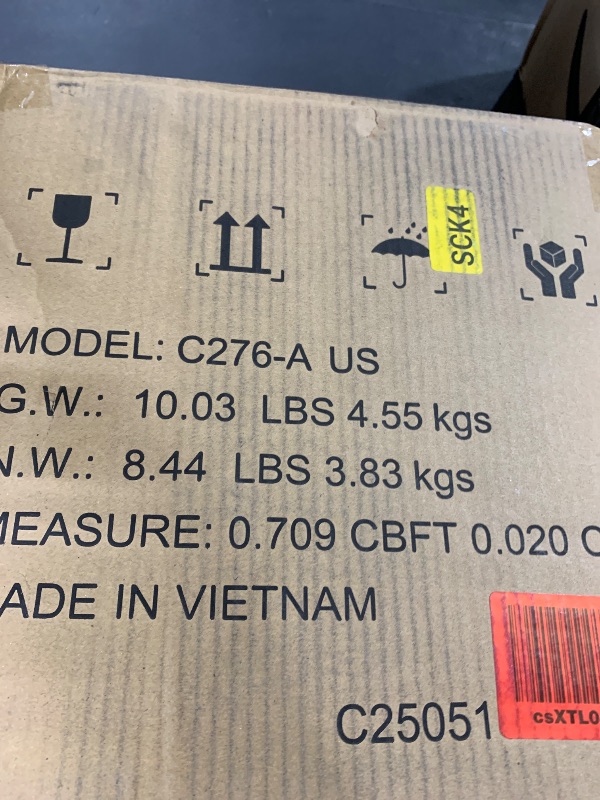 SCK4
MODEL: C276-A US
G.W.: 10.03 LBS 4.55 kgs
N.W.: 8.44 LBS 3.83 kgs
MEASURE: 0.709 CBFT 0.020 C
ADE IN VIETNAM
csXTL0
C25051